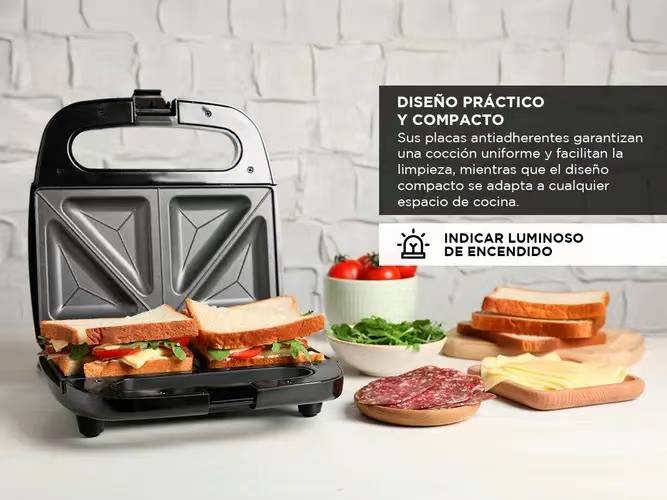 DISEÑO PRÁCTICO
Y COMPACTO
Sus placas antiadherentes garantizan
una cocción uniforme y facilitan la
limpieza, mientras que el diseño
compacto se adapta a cualquier
espacio de cocina.
INDICAR LUMINOSO
DE ENCENDIDO